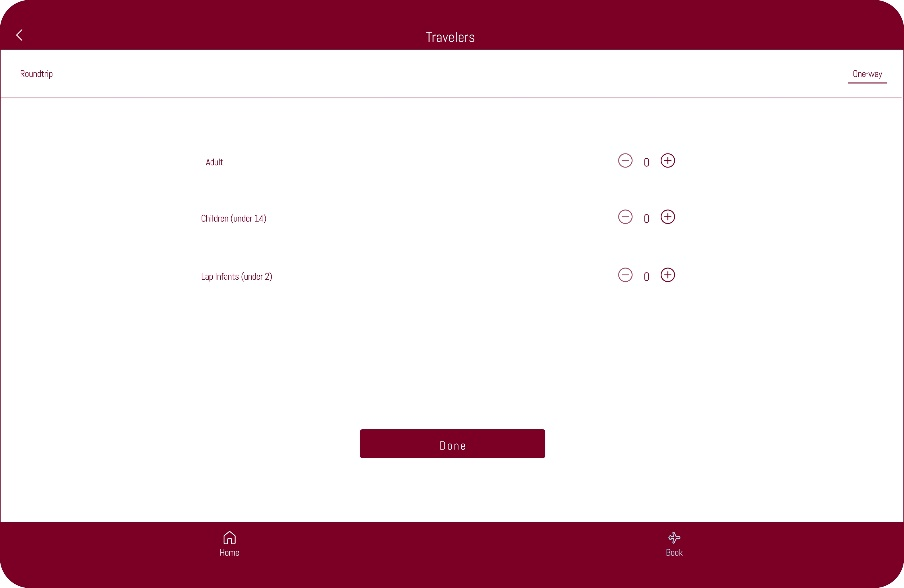 Travelers
Roundtrip
One-way
Adult
0
Children (under 14)
0
Lap Infants (under 2)
0
Done
Home
Book